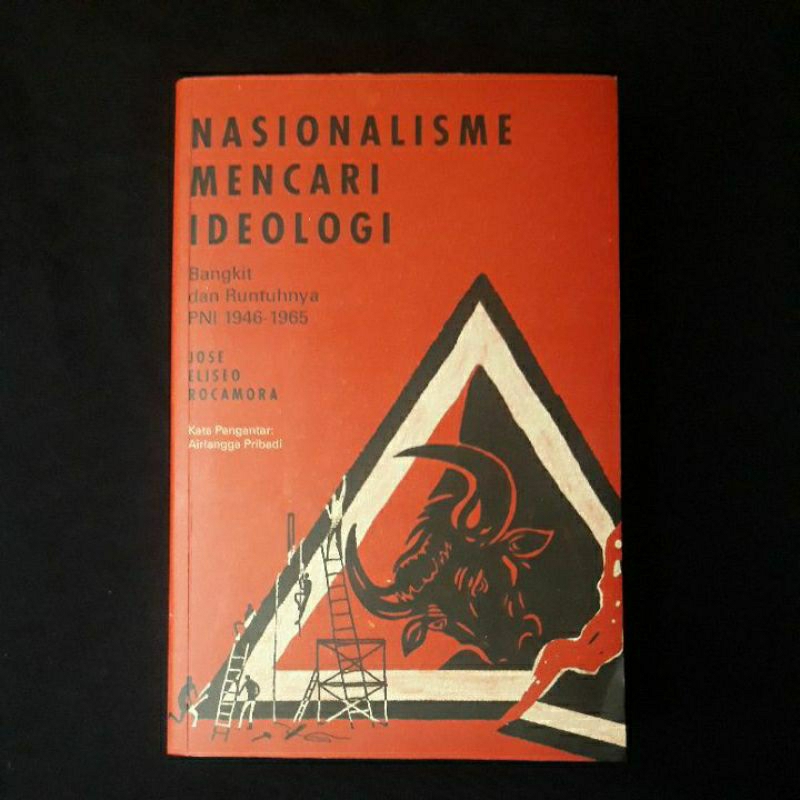 NASIONALISME
MENCARI
IDEOLOGI
Bangkit
dan Runtuhnya
PNI 1946-1965
JOSE
ELISEO
ROCAMORA
Kata Pengantar:
Airlangga Pribadi